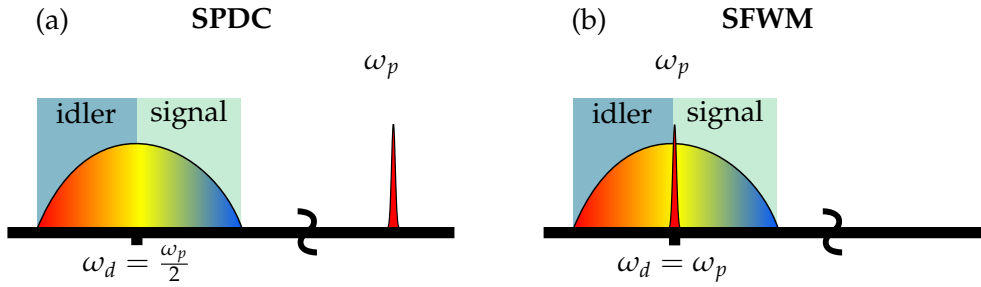 (a) SPDC
ω_p
idler signal
ω_d = ω_p/2
(b) SFWM
ω_p
idler signal
ω_d = ω_p